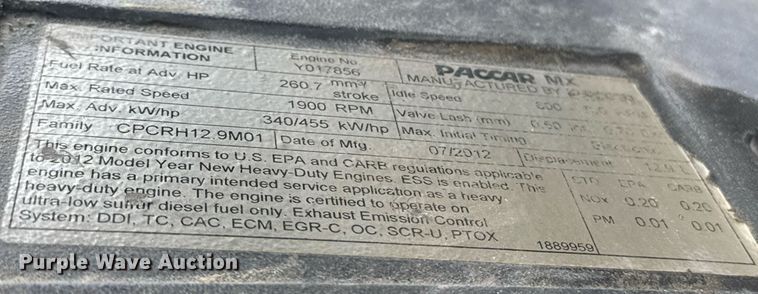 IMPORTANT ENGINE INFORMATION
Engine No. Y017856
PACCAR MX
MANUFACTURED BY
Fuel Rate at Adv. HP 260.7 mm³/stroke
Idle Speed 600
Max. Rated Speed 1900 RPM
Valve Lash (mm) 0.50
Max. Adv. kW/hp 340/455 kW/hp
Max. Initial Timing
Family CPCRH12.9M01
Date of Mfg. 07/2012
Displacement 12.9
This engine conforms to U.S. EPA and CARB regulations applicable
to 2012 Model Year New Heavy-Duty Engines. ESS is enabled. This
engine has a primary intended service application as a heavy
heavy-duty engine. The engine is certified to operate on
ultra-low sulfur diesel fuel only. Exhaust Emission Control
System: DDI, TC, CAC, ECM, EGR-C, OC, SCR-U, PTOX
STD EPA CARB
NOx 0.20 0.20
PM 0.01 0.01
1889959
Purple Wave Auction